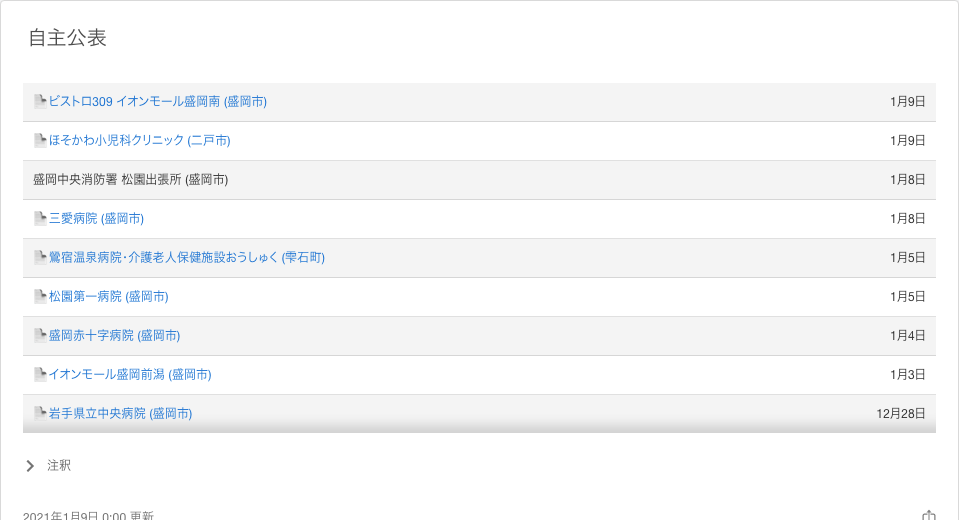 自主公表
ビストロ309 イオンモール盛岡南 (盛岡市) 1月9日
ほそかわ小児科クリニック (二戸市) 1月9日
盛岡中央消防署 松園出張所 (盛岡市) 1月8日
三愛病院 (盛岡市) 1月8日
鶯宿温泉病院・介護老人保健施設おうしゅく (雫石町) 1月5日
松園第一病院 (盛岡市) 1月5日
盛岡赤十字病院 (盛岡市) 1月4日
イオンモール盛岡前潟 (盛岡市) 1月3日
岩手県立中央病院 (盛岡市) 12月28日
注釈
2021年1月9日 0:00 更新